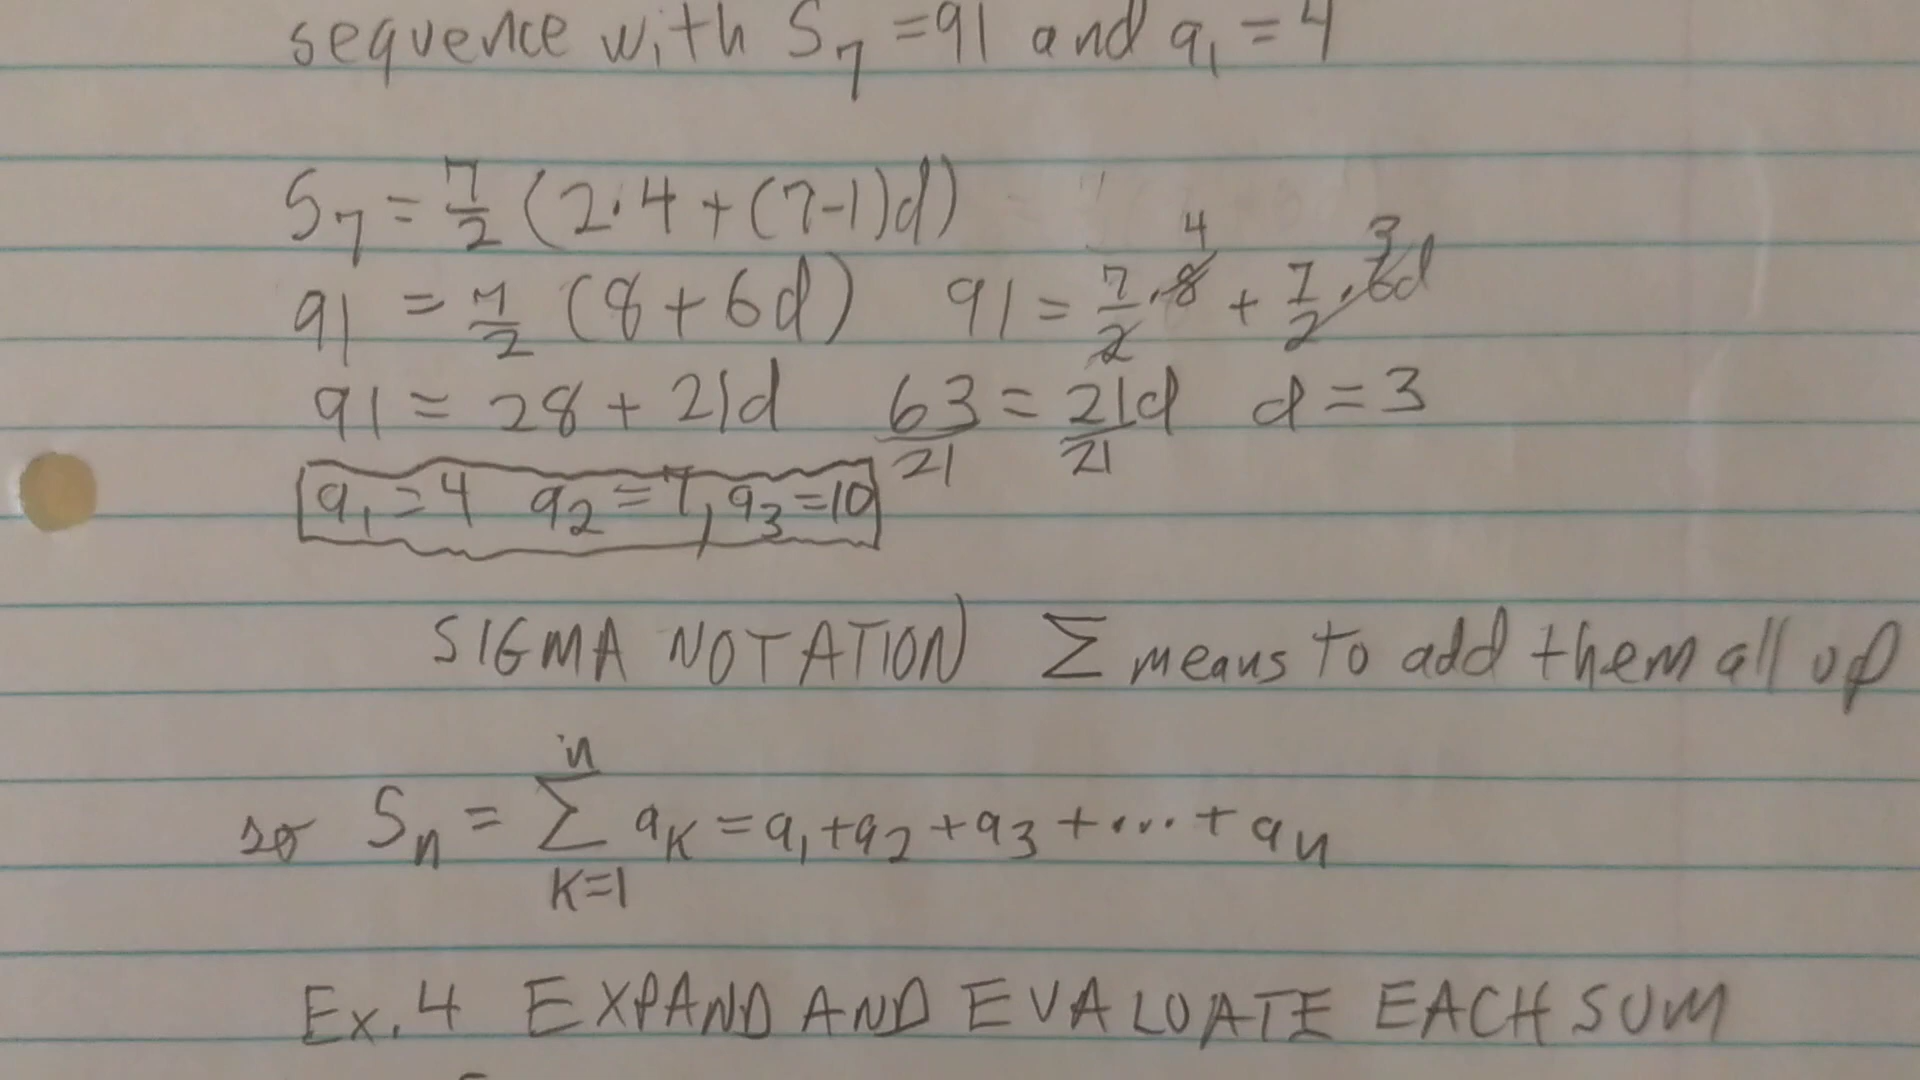 sequence with S₇ = 91 and a₁ = 4
S₇ = 7/2 (2·4 + (7-1)d)
91 = 7/2 (8 + 6d) 91 = 7/2 · 8 4 + 7/2 · 6d 3
91 = 28 + 21d 63/21 = 21d/21 d = 3
a₁ = 4 a₂ = 7, a₃ = 10
SIGMA NOTATION Σ means to add them all up
so Sₙ = n Σ K=1 aK = a₁ + a₂ + a₃ + ... + aₙ
Ex. 4 EXPAND AND EVALUATE EACH SUM